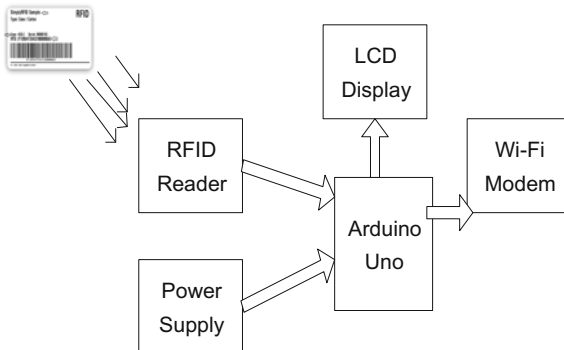 RFID
LCD
Display
RFID
Reader
Wi-Fi
Modem
Arduino
Uno
Power
Supply